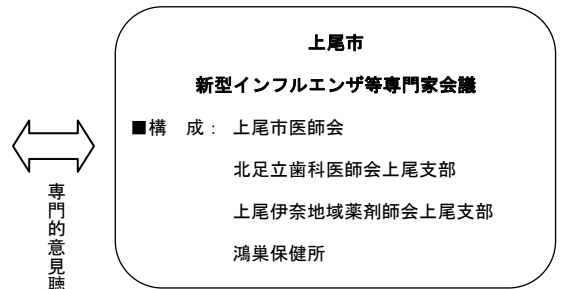 上尾市
新型インフルエンザ等専門家会議
■構　成： 上尾市医師会
北足立歯科医師会上尾支部
上尾伊奈地域薬剤師会上尾支部
鴻巣保健所
専門的意見聴